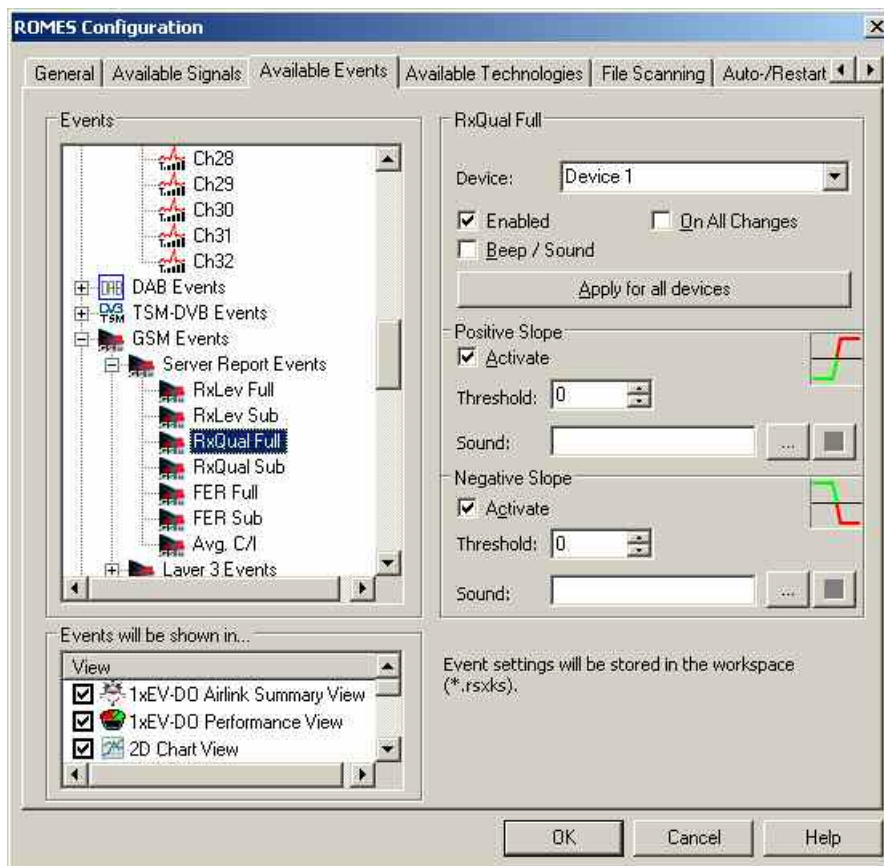 ROMES Configuration
General
Available Signals
Available Events
Available Technologies
File Scanning
Auto-/Restart
Events
Ch28
Ch29
Ch30
Ch31
Ch32
DAB Events
TSM-DVB Events
GSM Events
Server Report Events
RxLev Full
RxLev Sub
RxQual Full
RxQual Sub
FER Full
FER Sub
Avg. C/I
Layer 3 Events
Events will be shown in...
View
1xEV-DO Airlink Summary View
1xEV-DO Performance View
2D Chart View
RxQual Full
Device: Device 1
Enabled
On All Changes
Beep / Sound
Apply for all devices
Positive Slope
Activate
Threshold: 0
Sound:
...
Negative Slope
Activate
Threshold: 0
Sound:
...
Event settings will be stored in the workspace
(*.rsxks).
OK
Cancel
Help